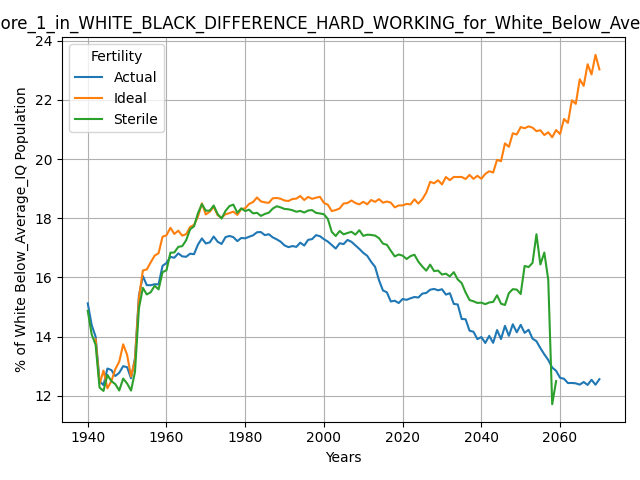 ore_1_in_WHITE_BLACK_DIFFERENCE_HARD_WORKING_for_White_Below_Ave
Fertility
Actual
Ideal
Sterile
% of White Below_Average_IQ Population
24
22
20
18
16
14
12
1940 1960 1980 2000 2020 2040 2060
Years